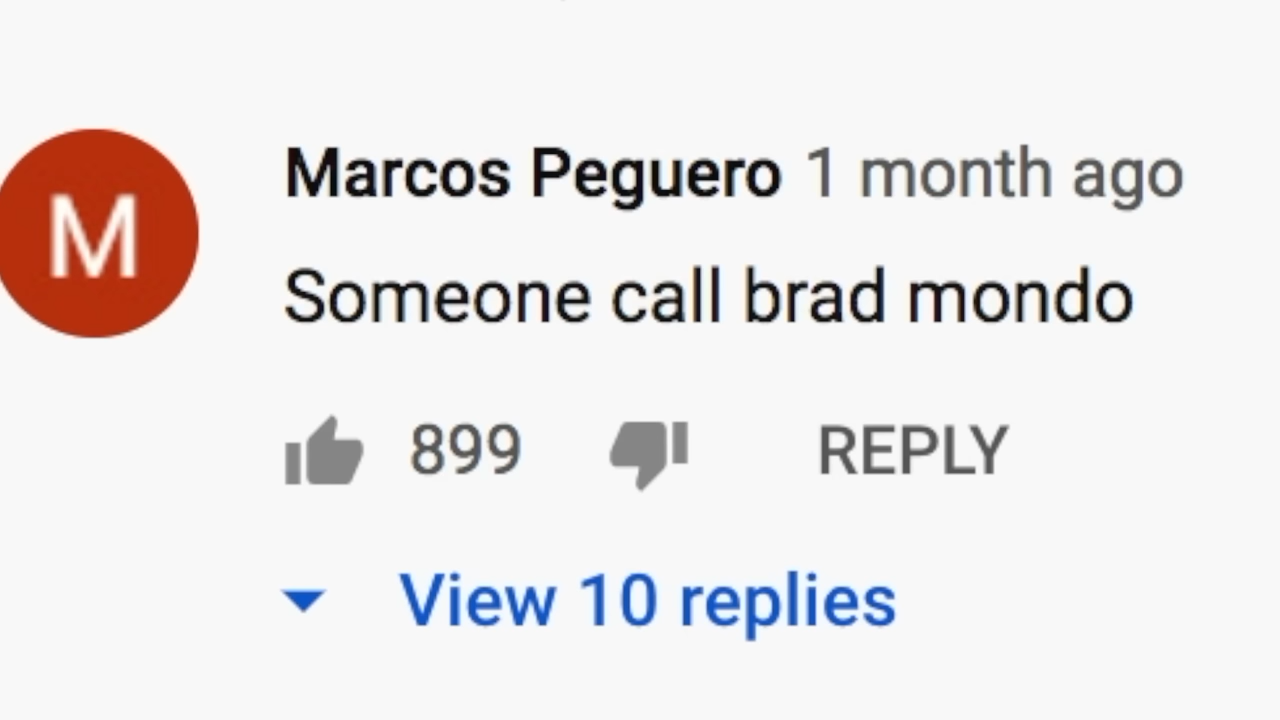 M
Marcos Peguero 1 month ago
Someone call brad mondo
899 REPLY
View 10 replies